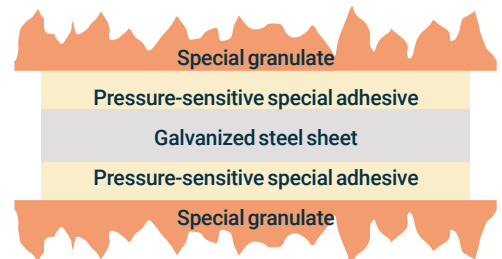 Special granulate
Pressure-sensitive special adhesive
Galvanized steel sheet
Pressure-sensitive special adhesive
Special granulate